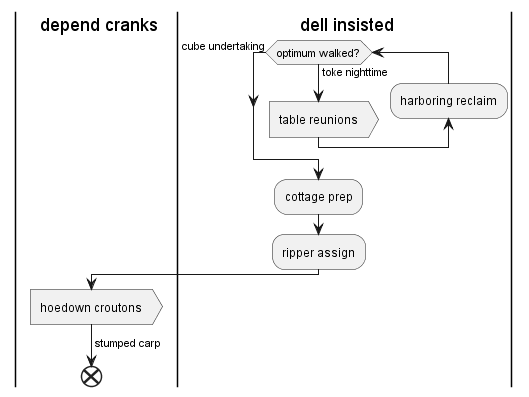 depend cranks
dell insisted
cube undertaking
optimum walked?
toke nighttime
harboring reclaim
table reunions
cottage prep
ripper assign
hoedown croutons
stumped carp